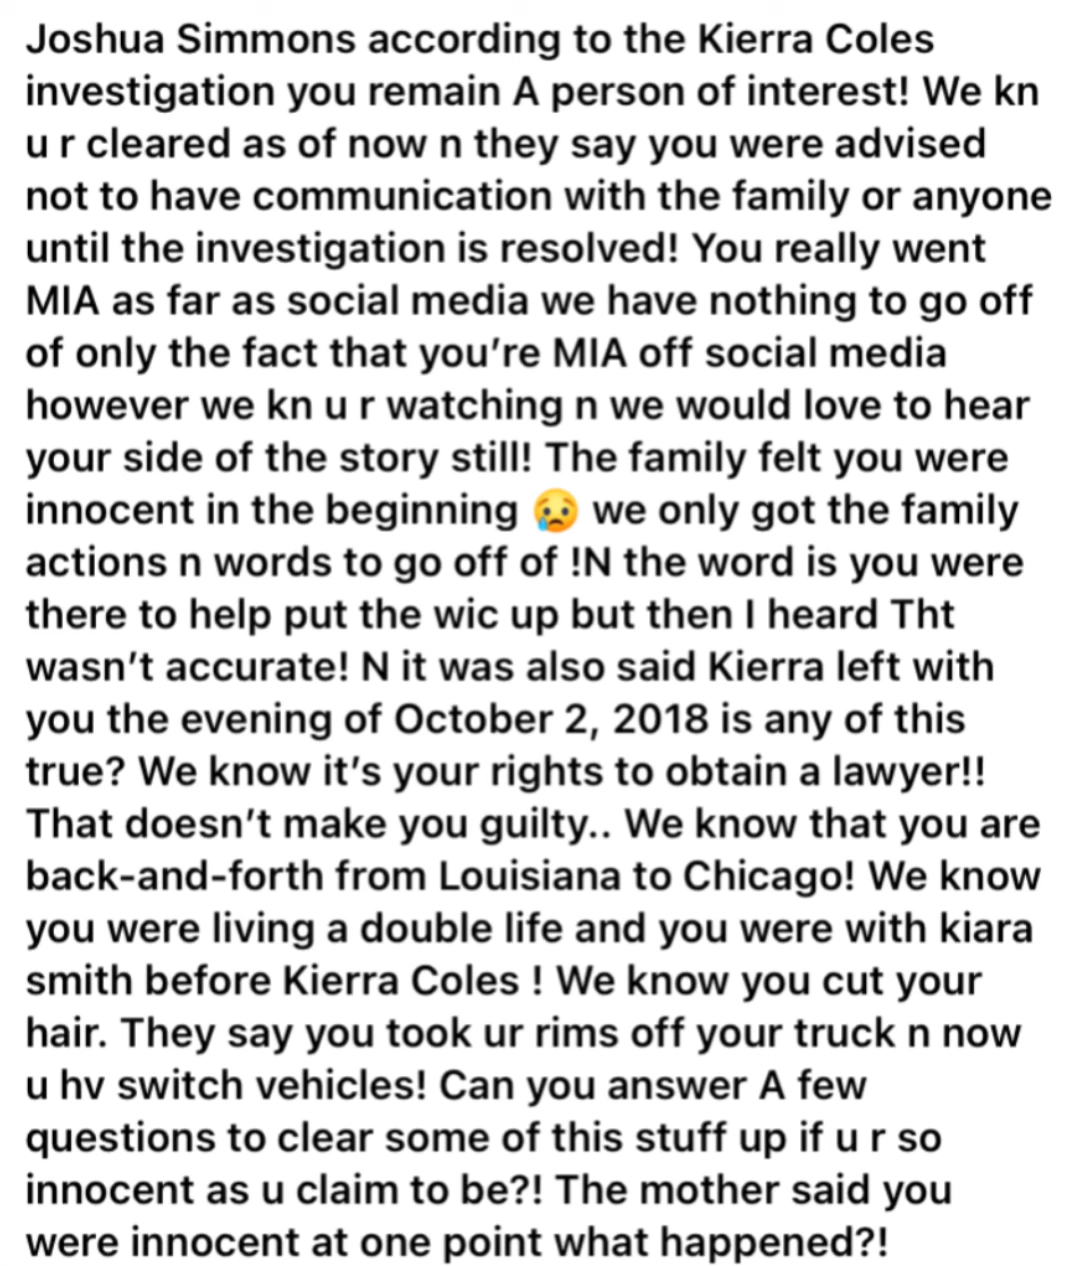 Joshua Simmons according to the Kierra Coles
investigation you remain A person of interest! We kn
u r cleared as of now n they say you were advised
not to have communication with the family or anyone
until the investigation is resolved! You really went
MIA as far as social media we have nothing to go off
of only the fact that you’re MIA off social media
however we kn u r watching n we would love to hear
your side of the story still! The family felt you were
innocent in the beginning 😢 we only got the family
actions n words to go off of !N the word is you were
there to help put the wic up but then I heard Tht
wasn’t accurate! N it was also said Kierra left with
you the evening of October 2, 2018 is any of this
true? We know it’s your rights to obtain a lawyer!!
That doesn’t make you guilty.. We know that you are
back-and-forth from Louisiana to Chicago! We know
you were living a double life and you were with kiara
smith before Kierra Coles ! We know you cut your
hair. They say you took ur rims off your truck n now
u hv switch vehicles! Can you answer A few
questions to clear some of this stuff up if u r so
innocent as u claim to be?! The mother said you
were innocent at one point what happened?!